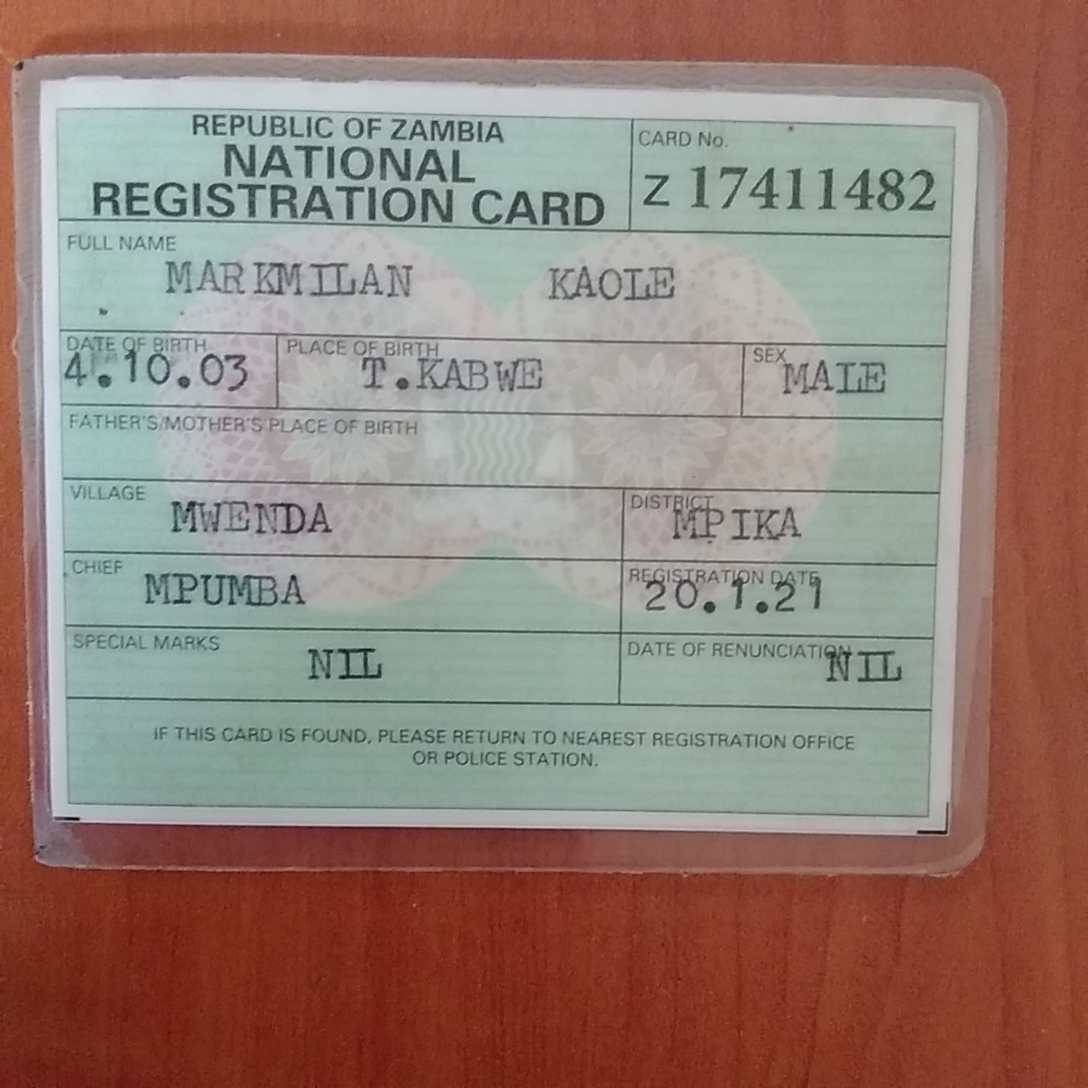 REPUBLIC OF ZAMBIA
NATIONAL
REGISTRATION CARD
CARD No.
Z 17411482
FULL NAME
MARKMILAN KAOLE
DATE OF BIRTH
4.10.03
PLACE OF BIRTH
T.KABWE
SEX
MALE
FATHER'S/MOTHER'S PLACE OF BIRTH
VILLAGE
MWENDA
DISTRICT
MPIKA
CHIEF
MPUMBA
REGISTRATION DATE
20.1.21
SPECIAL MARKS
NIL
DATE OF RENUNCIATION
NIL
IF THIS CARD IS FOUND, PLEASE RETURN TO NEAREST REGISTRATION OFFICE
OR POLICE STATION.